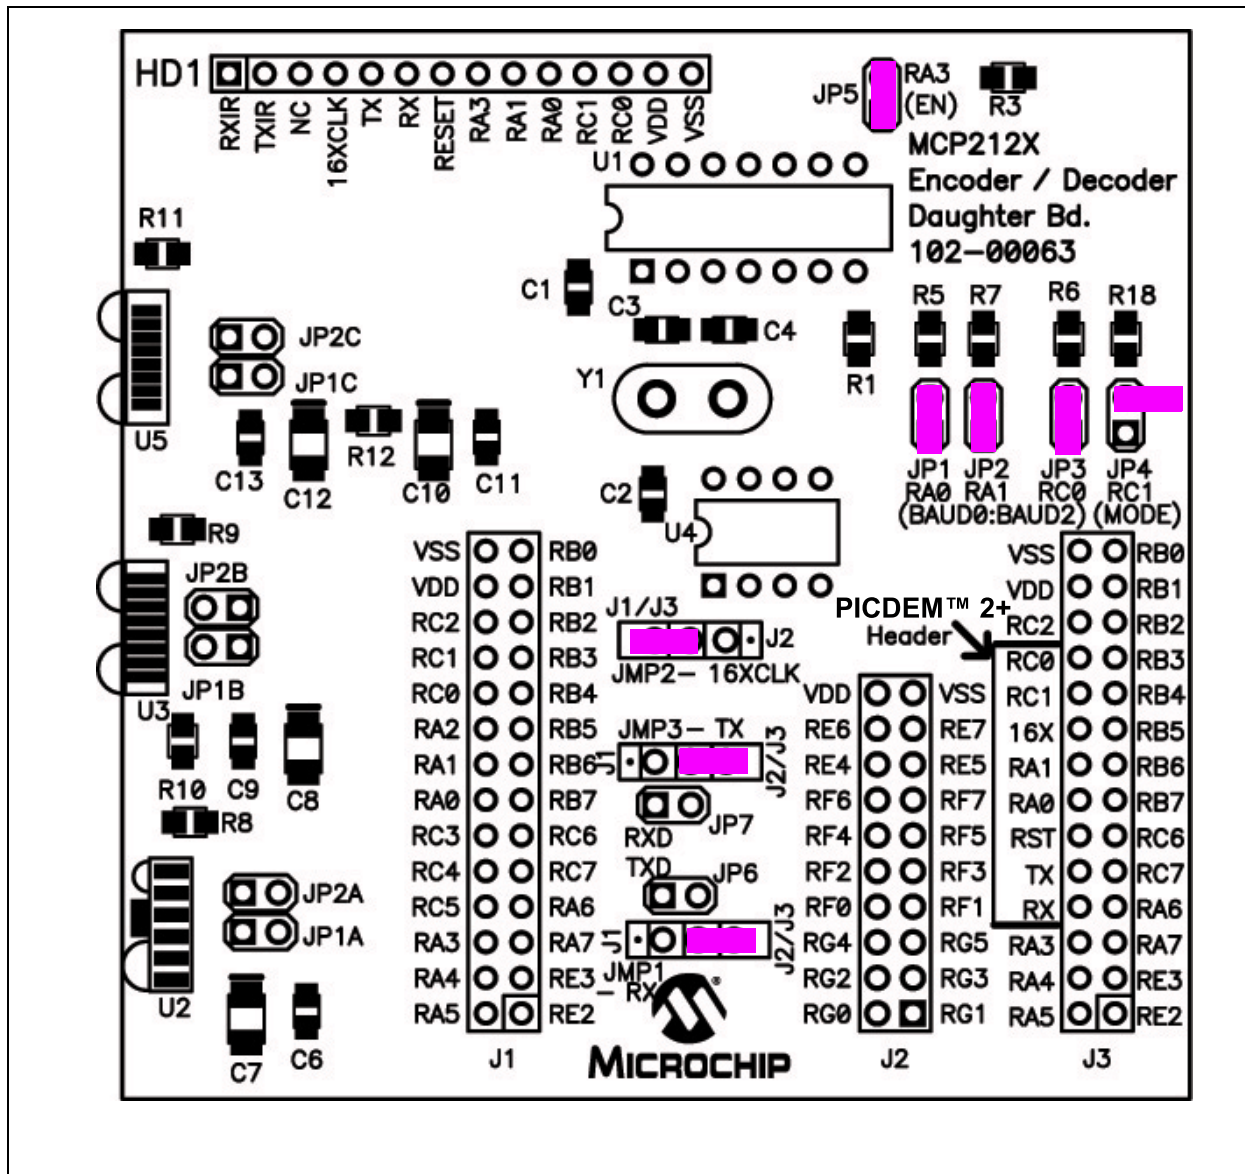 HD1
RXIR TXIR NC 16XCLK TX RX RESET RA3 RA1 RA0 RC1 RC0 VDD VSS
JP5
RA3
(EN)
R3
U1
MCP212X
Encoder / Decoder
Daughter Bd.
102-00063
R11
C1
C3
C4
R5
R7
R6
R18
JP2C
JP1C
Y1
R1
U5
C13
C12
R12
C10
C11
C2
JP1 JP2 JP3 JP4
RA0 RA1 RC0 RC1
(BAUD0:BAUD2) (MODE)
R9
U4
JP2B
JP1B
U3
R10
C9
C8
R8
JP2A
JP1A
U2
C7
C6
VSS RB0
VDD RB1
RC2 RB2
RC1 RB3
RC0 RB4
RA2 RB5
RA1 RB6
RA0 RB7
RC3 RC6
RC4 RC7
RC5 RA6
RA3 RA7
RA4 RE3
RA5 RE2
J1
J1/J3
J2
JMP2- 16XCLK
JMP3- TX
J1
J2/J3
JP7
RXD
TXD
JP6
J1
J2/J3
JMP1
- RX
®
MICROCHIP
PICDEM™ 2+
Header
VDD VSS
RE6 RE7
RE4 RE5
RF6 RF7
RF4 RF5
RF2 RF3
RF0 RF1
RG4 RG5
RG2 RG3
RG0 RG1
J2
VSS RB0
VDD RB1
RC2 RB2
RC0 RB3
RC1 RB4
16X RB5
RA1 RB6
RA0 RB7
RST RC6
TX RC7
RX RA6
RA3 RA7
RA4 RE3
RA5 RE2
J3